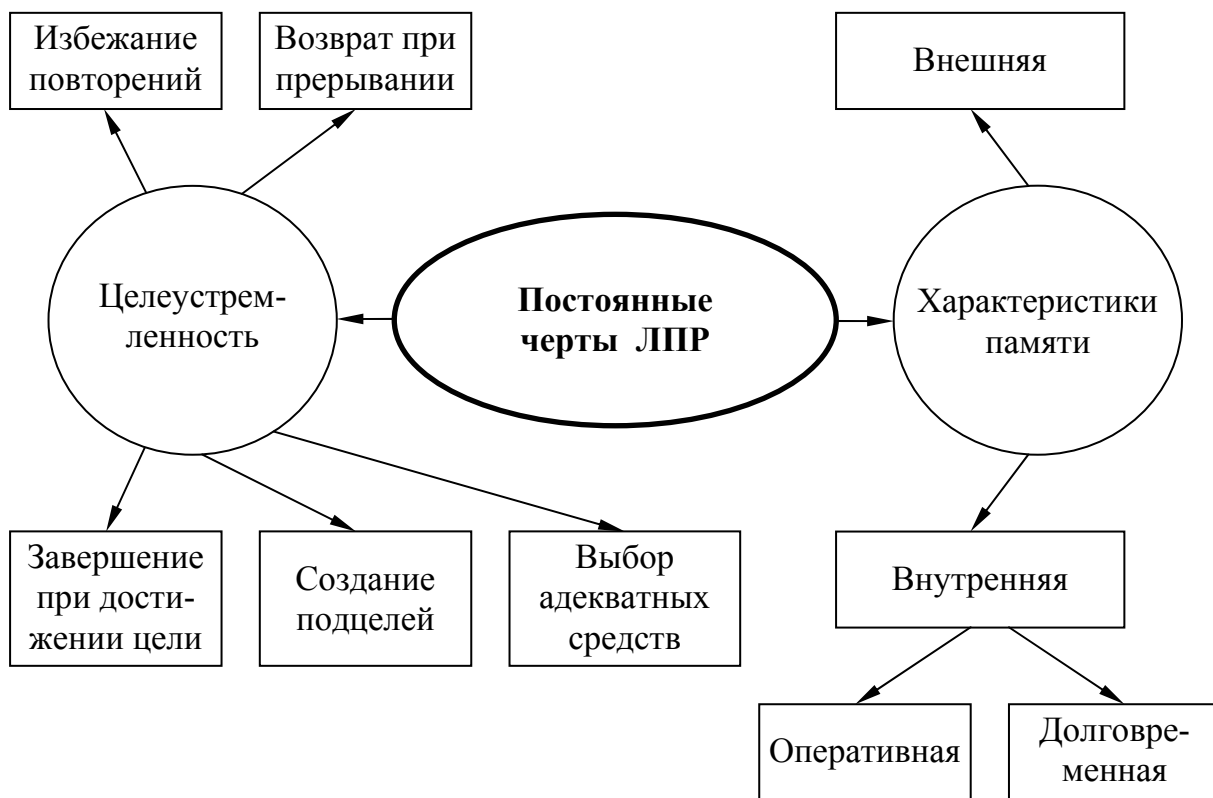 Избежание
повторений
Возврат при
прерывании
Внешняя
Целеустрем-
ленность
Постоянные
черты ЛПР
Характеристики
памяти
Завершение
при дости-
жении цели
Создание
подцелей
Выбор
адекватных
средств
Внутренняя
Оперативная
Долговре-
менная